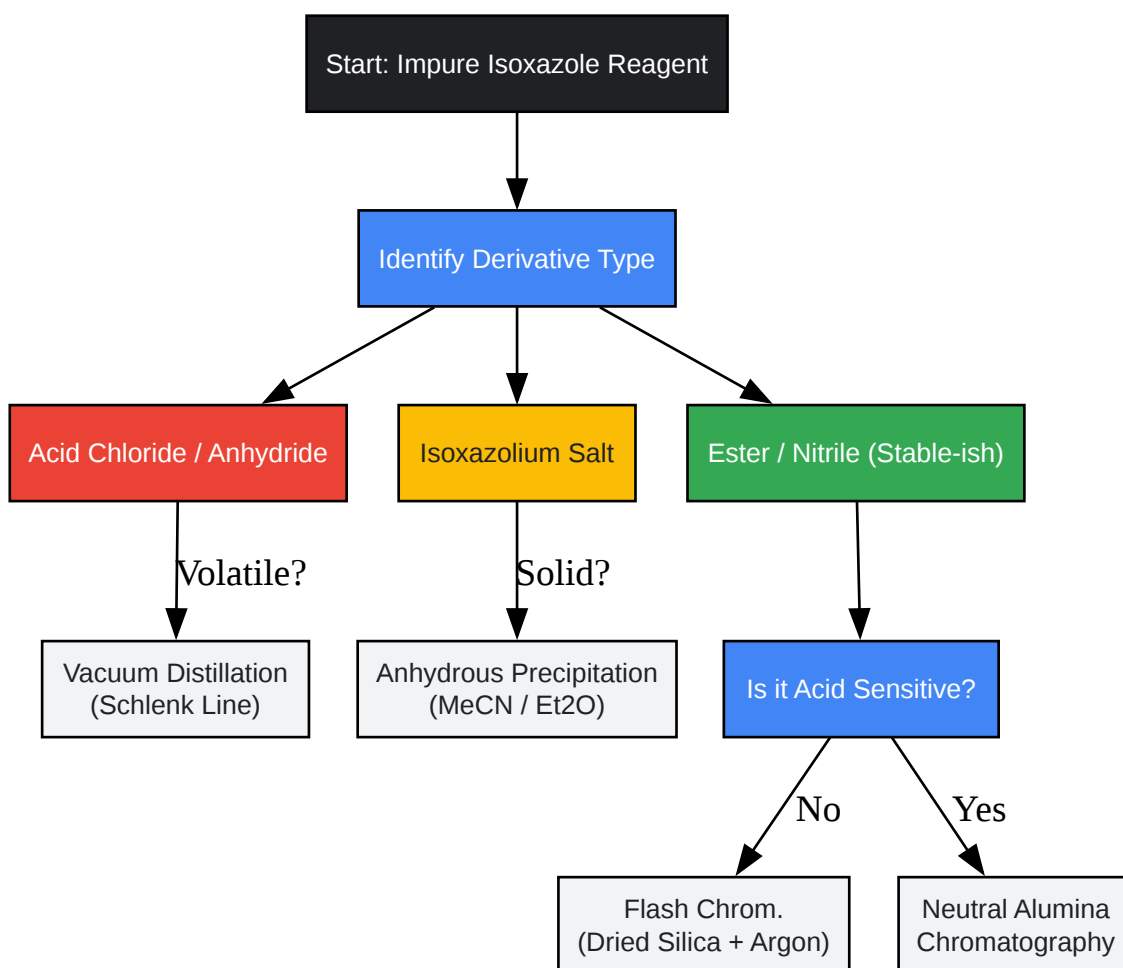 Start: Impure Isoxazole Reagent
Identify Derivative Type
Acid Chloride / Anhydride
Isoxazolium Salt
Ester / Nitrile (Stable-ish)
Volatile?
Solid?
Vacuum Distillation
(Schlenk Line)
Anhydrous Precipitation
(MeCN / Et2O)
Is it Acid Sensitive?
No
Yes
Flash Chrom.
(Dried Silica + Argon)
Neutral Alumina
Chromatography